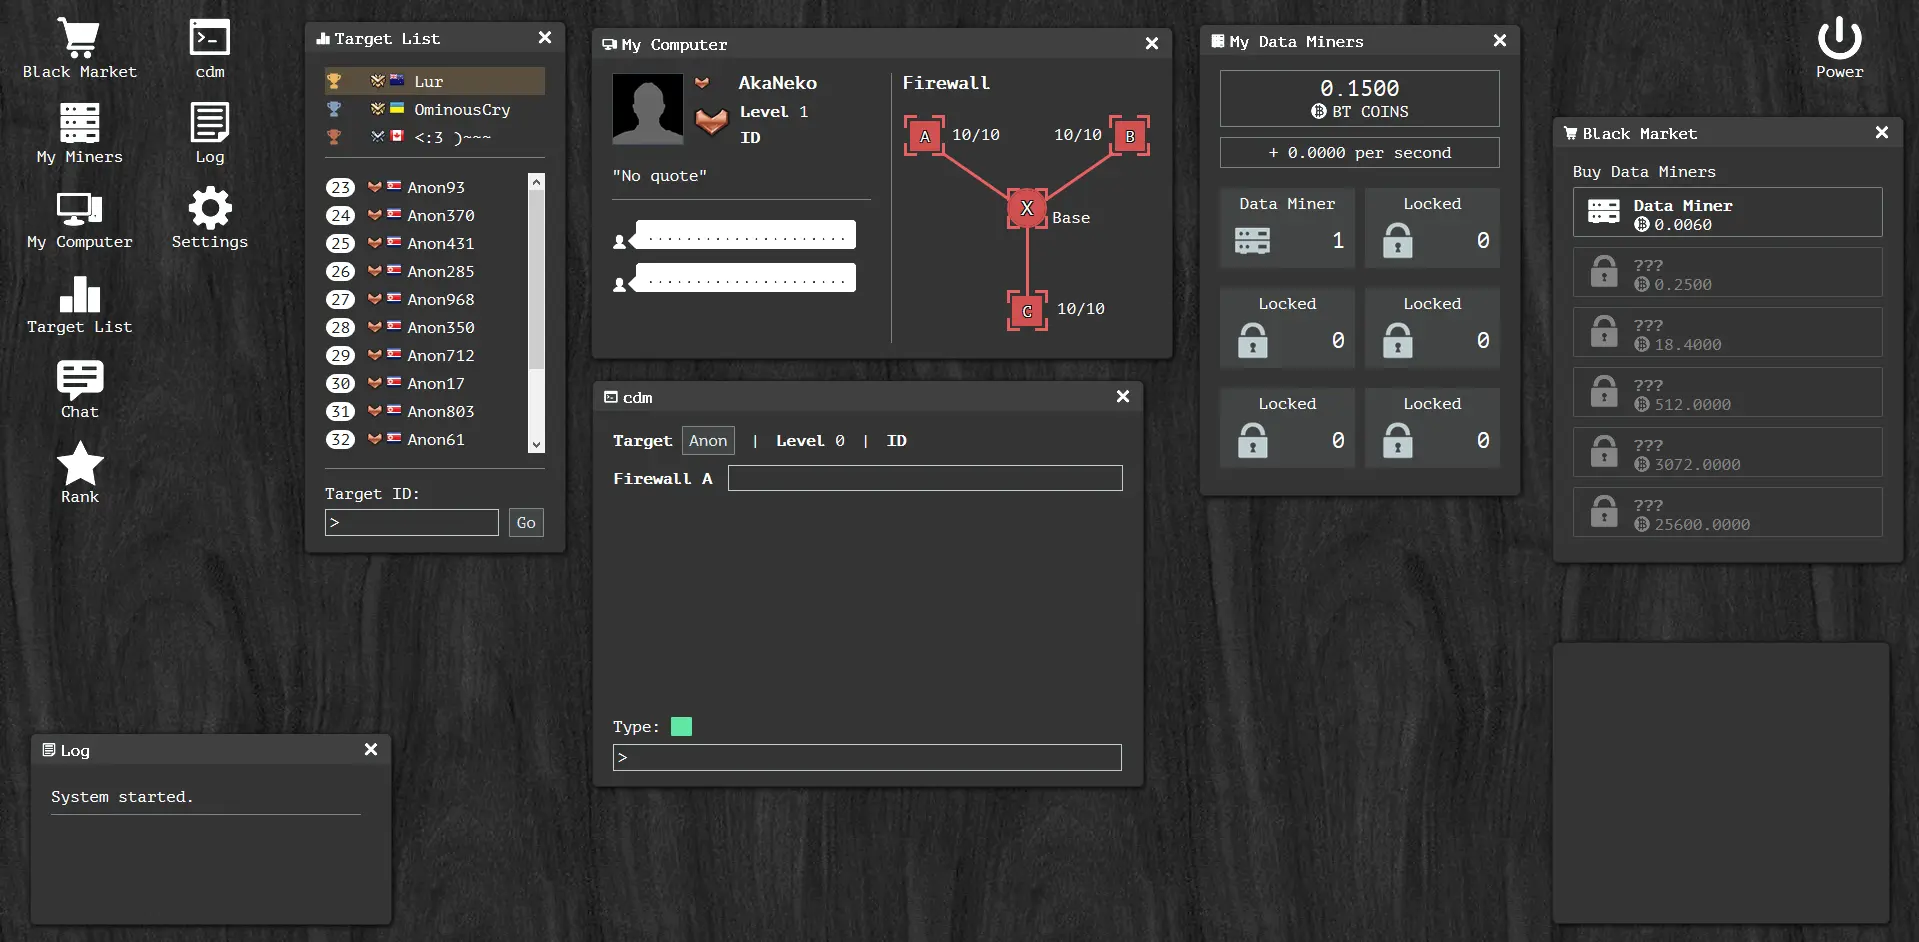 Black Market
cdm
My Miners
Log
My Computer
Settings
Target List
Chat
Rank
Power
Target List
Lur
OminousCry
<:3 )~~~
23 Anon93
24 Anon370
25 Anon431
26 Anon285
27 Anon968
28 Anon350
29 Anon712
30 Anon17
31 Anon803
32 Anon61
Target ID:
>
Go
My Computer
AkaNeko
Level 1
ID
"No quote"
.....................
.....................
Firewall
A 10/10
10/10 B
X
Base
C 10/10
cdm
Target Anon | Level 0 | ID
Firewall A
Type:
>
My Data Miners
0.1500
BT COINS
+ 0.0000 per second
Data Miner
1
Locked
0
Locked
0
Locked
0
Locked
0
Locked
0
Black Market
Buy Data Miners
Data Miner
0.0060
???
0.2500
???
18.4000
???
512.0000
???
3072.0000
???
25600.0000
Log
System started.